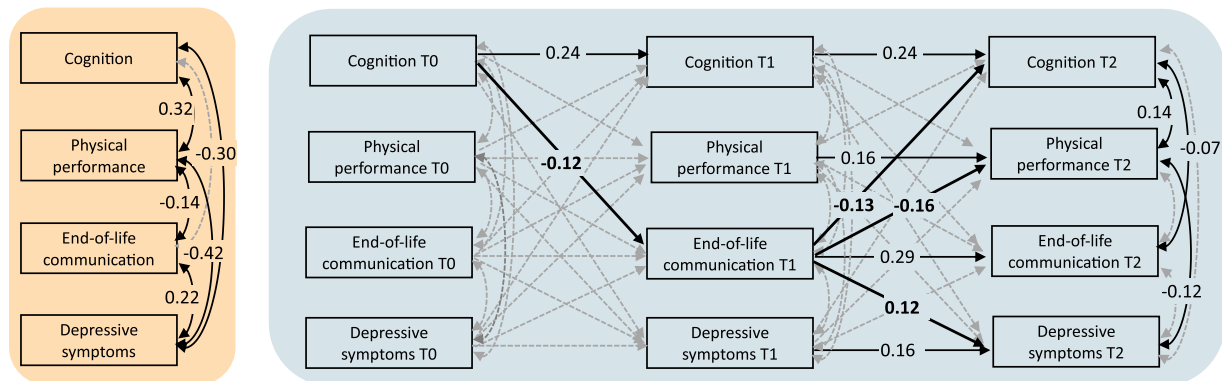 Cognition
0.32
-0.30
Physical
performance
-0.14
-0.42
End-of-life
communication
0.22
Depressive
symptoms
Cognition T0
0.24
Cognition T1
0.24
Cognition T2
0.14
-0.07
Physical
performance T0
-0.12
Physical
performance T1
0.16
Physical
performance T2
-0.13
-0.16
End-of-life
communication T0
End-of-life
communication T1
0.29
End-of-life
communication T2
-0.12
0.12
Depressive
symptoms T0
Depressive
symptoms T1
0.16
Depressive
symptoms T2